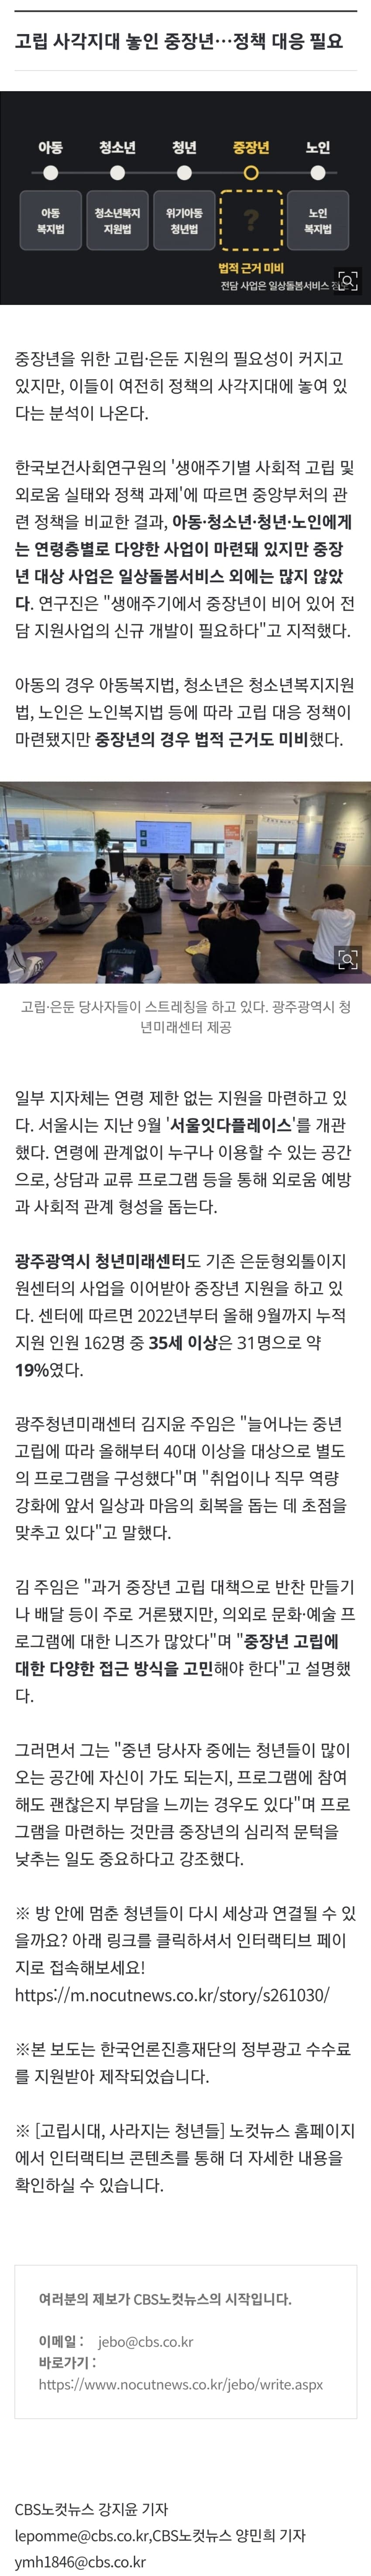 고립 사각지대 놓인 중장년…정책 대응 필요
아동 청소년 청년 중장년 노인
아동
복지법
청소년복지
지원법
위기아동
청년법
?
노인
복지법
법적 근거 미비
전담 사업은 일상돌봄서비스
중장년을 위한 고립·은둔 지원의 필요성이 커지고
있지만, 이들이 여전히 정책의 사각지대에 놓여 있
다는 분석이 나온다.
한국보건사회연구원의 '생애주기별 사회적 고립 및
외로움 실태와 정책 과제'에 따르면 중앙부처의 관
련 정책을 비교한 결과, 아동·청소년·청년·노인에게
는 연령층별로 다양한 사업이 마련돼 있지만 중장
년 대상 사업은 일상돌봄서비스 외에는 많지 않았
다. 연구진은 "생애주기에서 중장년이 비어 있어 전
담 지원사업의 신규 개발이 필요하다"고 지적했다.
아동의 경우 아동복지법, 청소년은 청소년복지지원
법, 노인은 노인복지법 등에 따라 고립 대응 정책이
마련됐지만 중장년의 경우 법적 근거도 미비했다.
고립·은둔 당사자들이 스트레칭을 하고 있다. 광주광역시 청
년미래센터 제공
일부 지자체는 연령 제한 없는 지원을 마련하고 있
다. 서울시는 지난 9월 '서울잇다플레이스'를 개관
했다. 연령에 관계없이 누구나 이용할 수 있는 공간
으로, 상담과 교류 프로그램 등을 통해 외로움 예방
과 사회적 관계 형성을 돕는다.
광주광역시 청년미래센터도 기존 은둔형외톨이지
원센터의 사업을 이어받아 중장년 지원을 하고 있
다. 센터에 따르면 2022년부터 올해 9월까지 누적
지원 인원 162명 중 35세 이상은 31명으로 약
19%였다.
광주청년미래센터 김지윤 주임은 "늘어나는 중년
고립에 따라 올해부터 40대 이상을 대상으로 별도
의 프로그램을 구성했다"며 "취업이나 직무 역량
강화에 앞서 일상과 마음의 회복을 돕는 데 초점을
맞추고 있다"고 말했다.
김 주임은 "과거 중장년 고립 대책으로 반찬 만들기
나 배달 등이 주로 거론됐지만, 의외로 문화·예술 프
로그램에 대한 니즈가 많았다"며 "중장년 고립에
대한 다양한 접근 방식을 고민해야 한다"고 설명했
다.
그러면서 그는 "중년 당사자 중에는 청년들이 많이
오는 공간에 자신이 가도 되는지, 프로그램에 참여
해도 괜찮은지 부담을 느끼는 경우도 있다"며 프로
그램을 마련하는 것만큼 중장년의 심리적 문턱을
낮추는 일도 중요하다고 강조했다.
※ 방 안에 멈춘 청년들이 다시 세상과 연결될 수 있
을까요? 아래 링크를 클릭하셔서 인터랙티브 페이
지로 접속해보세요!
https://m.nocutnews.co.kr/story/s261030/
※본 보도는 한국언론진흥재단의 정부광고 수수료
를 지원받아 제작되었습니다.
※ [고립시대, 사라지는 청년들] 노컷뉴스 홈페이지
에서 인터랙티브 콘텐츠를 통해 더 자세한 내용을
확인하실 수 있습니다.
여러분의 제보가 CBS노컷뉴스의 시작입니다.
이메일 : jebo@cbs.co.kr
바로가기 :
https://www.nocutnews.co.kr/jebo/write.aspx
CBS노컷뉴스 강지윤 기자
lepomme@cbs.co.kr,CBS노컷뉴스 양민희 기자
ymh1846@cbs.co.kr